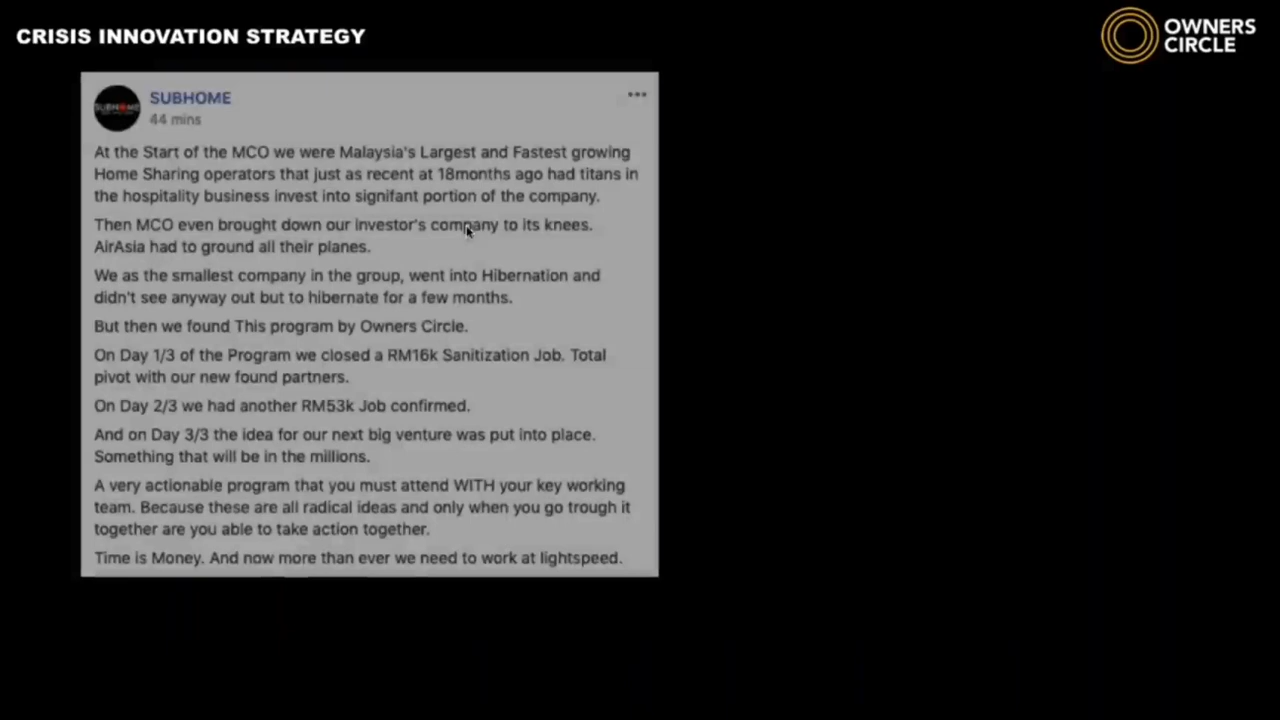 CRISIS INNOVATION STRATEGY
OWNERS
CIRCLE
SUBHOME
SUBHOME
44 mins
At the Start of the MCO we were Malaysia's Largest and Fastest growing
Home Sharing operators that just as recent at 18months ago had titans in
the hospitality business invest into signifant portion of the company.
Then MCO even brought down our investor's company to its knees.
AirAsia had to ground all their planes.
We as the smallest company in the group, went into Hibernation and
didn't see anyway out but to hibernate for a few months.
But then we found This program by Owners Circle.
On Day 1/3 of the Program we closed a RM16k Sanitization Job. Total
pivot with our new found partners.
On Day 2/3 we had another RM53k Job confirmed.
And on Day 3/3 the idea for our next big venture was put into place.
Something that will be in the millions.
A very actionable program that you must attend WITH your key working
team. Because these are all radical ideas and only when you go trough it
together are you able to take action together.
Time is Money. And now more than ever we need to work at lightspeed.